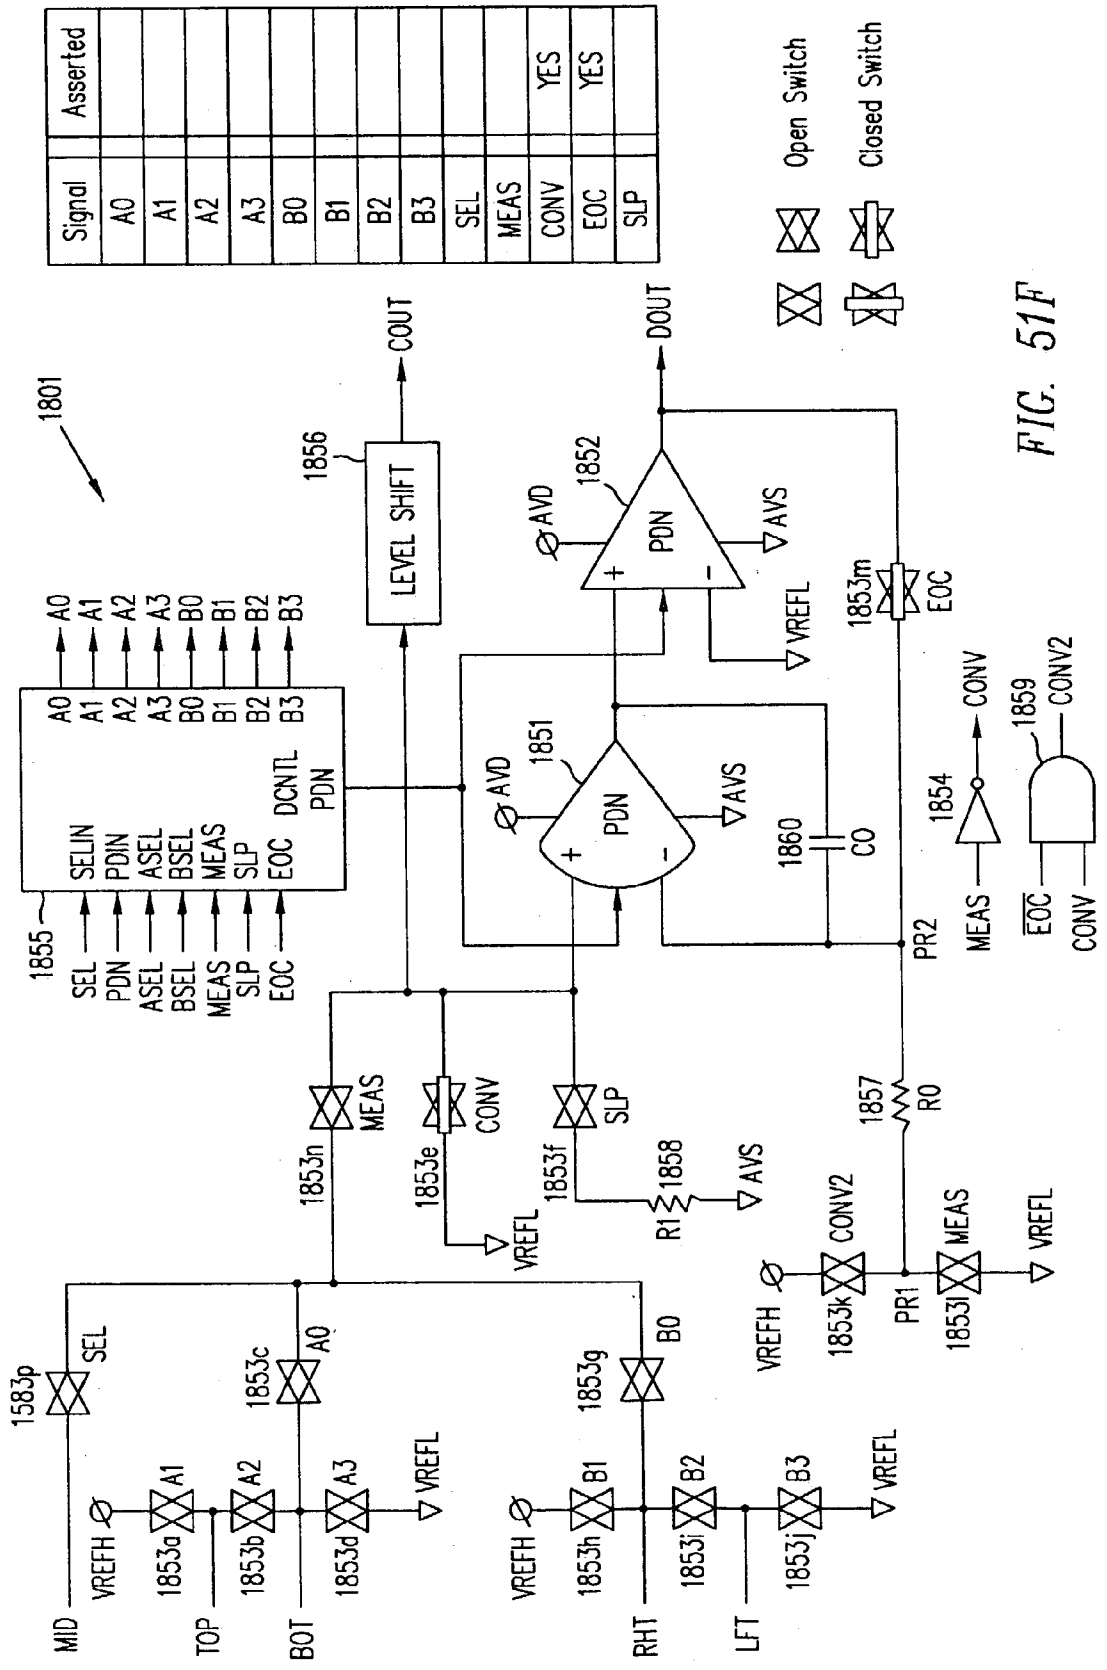 1801
1855
SEL
PDN
ASEL
BSEL
MEAS
SLP
EOC
SELIN
PDIN
ASEL
BSEL
MEAS
SLP
EOC
DCNTL
PDN
A0
A1
A2
A3
B0
B1
B2
B3
A0
A1
A2
A3
B0
B1
B2
B3
Signal Asserted
A0
A1
A2
A3
B0
B1
B2
B3
SEL
MEAS
CONV YES
EOC YES
SLP
1856
LEVEL SHIFT
COUT
MID
1583p
SEL
VREFH
1853a
A1
TOP
1853b
A2
BOT
1853c
A0
1853d
A3
VREFL
1853n
MEAS
1853e
CONV
VREFL
1853f
SLP
R1
1858
AVS
AVD
1851
+
PDN
−
AVS
1860
C0
AVD
1852
+
PDN
−
AVS
VREFL
DOUT
1853m
EOC
VREFH
1853h
B1
RHT
1853g
B0
1853i
B2
LFT
1853j
B3
VREFL
VREFH
1853k
CONV2
PR1
1853l
MEAS
VREFL
1857
R0
PR2
MEAS
1854
CONV
E̅O̅C̅
CONV
1859
CONV2
Open Switch
Closed Switch
FIG. 51F